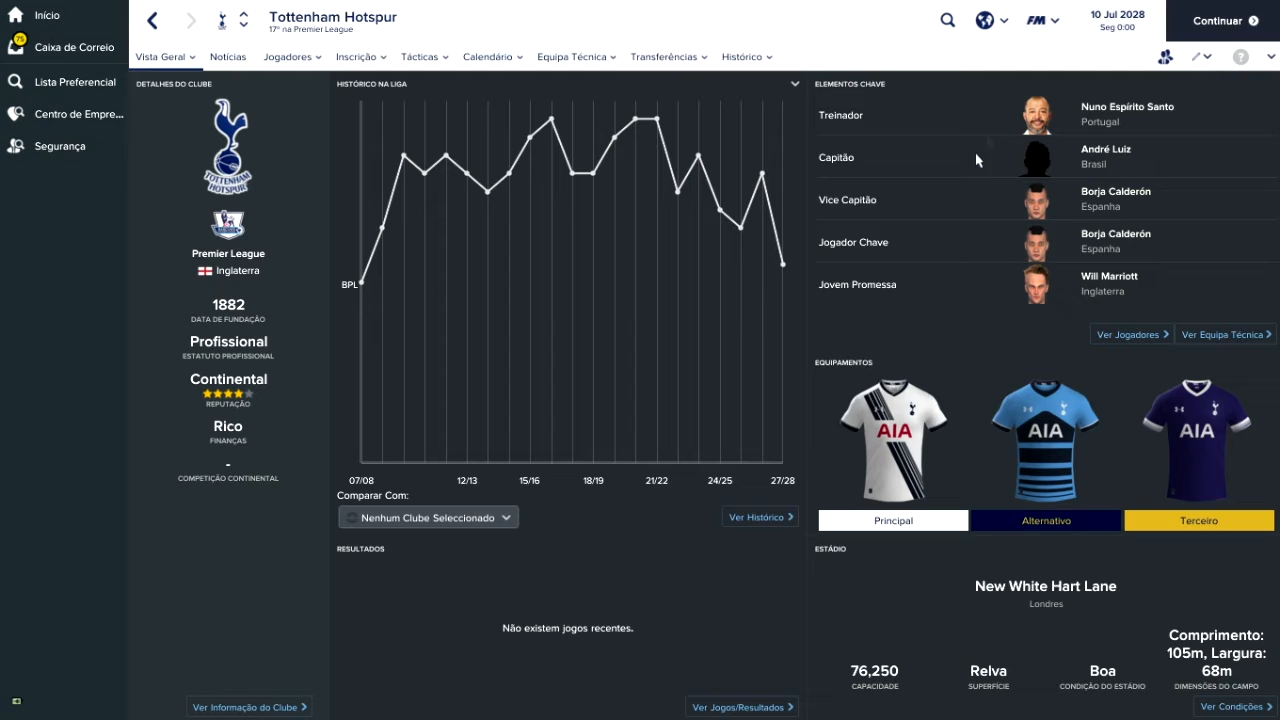 Início
75
Caixa de Correio
Lista Preferencial
Centro de Empre...
Segurança
Tottenham Hotspur
17º na Premier League
FM
10 Jul 2028
Seg 0:00
Continuar
Vista Geral
Notícias
Jogadores
Inscrição
Tácticas
Calendário
Equipa Técnica
Transferências
Histórico
?
DETALHES DO CLUBE
TOTTENHAM
HOTSPUR
Premier League
Inglaterra
1882
DATA DE FUNDAÇÃO
Profissional
ESTATUTO PROFISSIONAL
Continental
REPUTAÇÃO
Rico
FINANÇAS
-
COMPETIÇÃO CONTINENTAL
Ver Informação do Clube
HISTÓRICO NA LIGA
BPL
07/08 12/13 15/16 18/19 21/22 24/25 27/28
Comparar Com:
Nenhum Clube Seleccionado
Ver Histórico
RESULTADOS
Não existem jogos recentes.
Ver Jogos/Resultados
ELEMENTOS CHAVE
Treinador
Nuno Espírito Santo
Portugal
Capitão
André Luiz
Brasil
Vice Capitão
Borja Calderón
Espanha
Jogador Chave
Borja Calderón
Espanha
Jovem Promessa
Will Marriott
Inglaterra
Ver Jogadores
Ver Equipa Técnica
EQUIPAMENTOS
AIA
AIA
AIA
Principal
Alternativo
Terceiro
ESTÁDIO
New White Hart Lane
Londres
76,250
CAPACIDADE
Relva
SUPERFÍCIE
Boa
CONDIÇÃO DO ESTÁDIO
Comprimento:
105m, Largura:
68m
DIMENSÕES DO CAMPO
Ver Condições